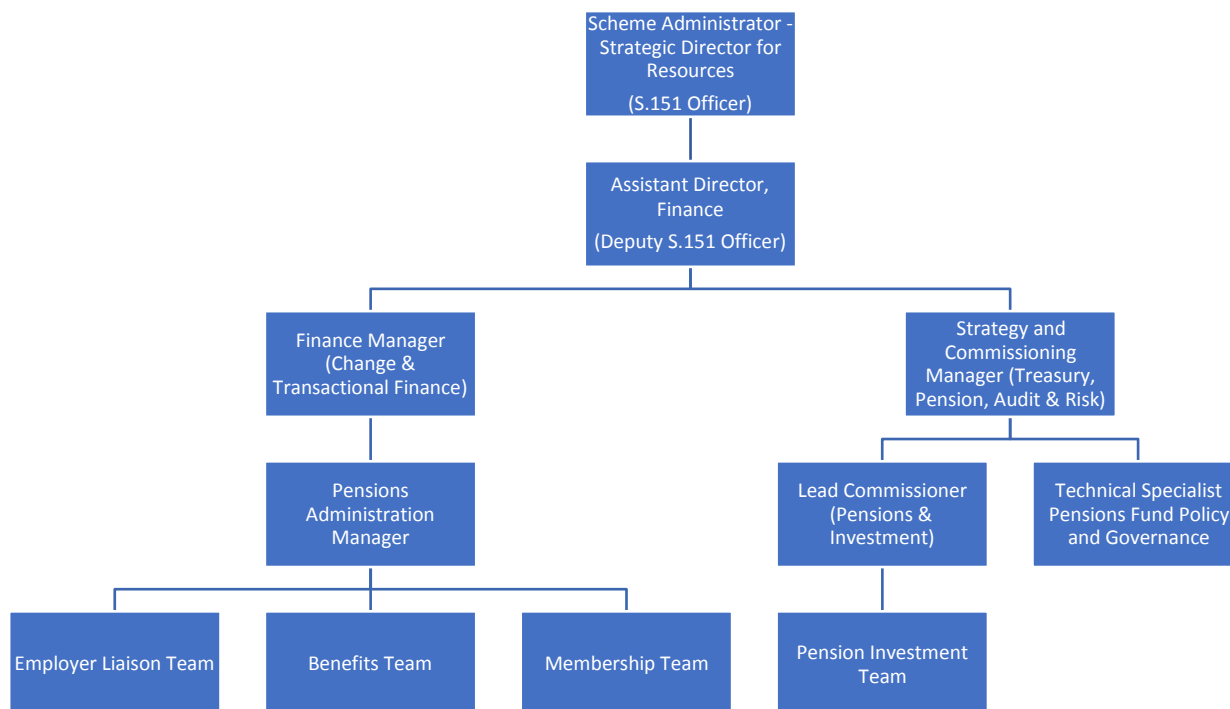 Scheme Administrator -
Strategic Director for
Resources
(S.151 Officer)
Assistant Director,
Finance
(Deputy S.151 Officer)
Finance Manager
(Change &
Transactional Finance)
Strategy and
Commissioning
Manager (Treasury,
Pension, Audit & Risk)
Pensions
Administration
Manager
Lead Commissioner
(Pensions &
Investment)
Technical Specialist
Pensions Fund Policy
and Governance
Employer Liaison Team
Benefits Team
Membership Team
Pension Investment
Team